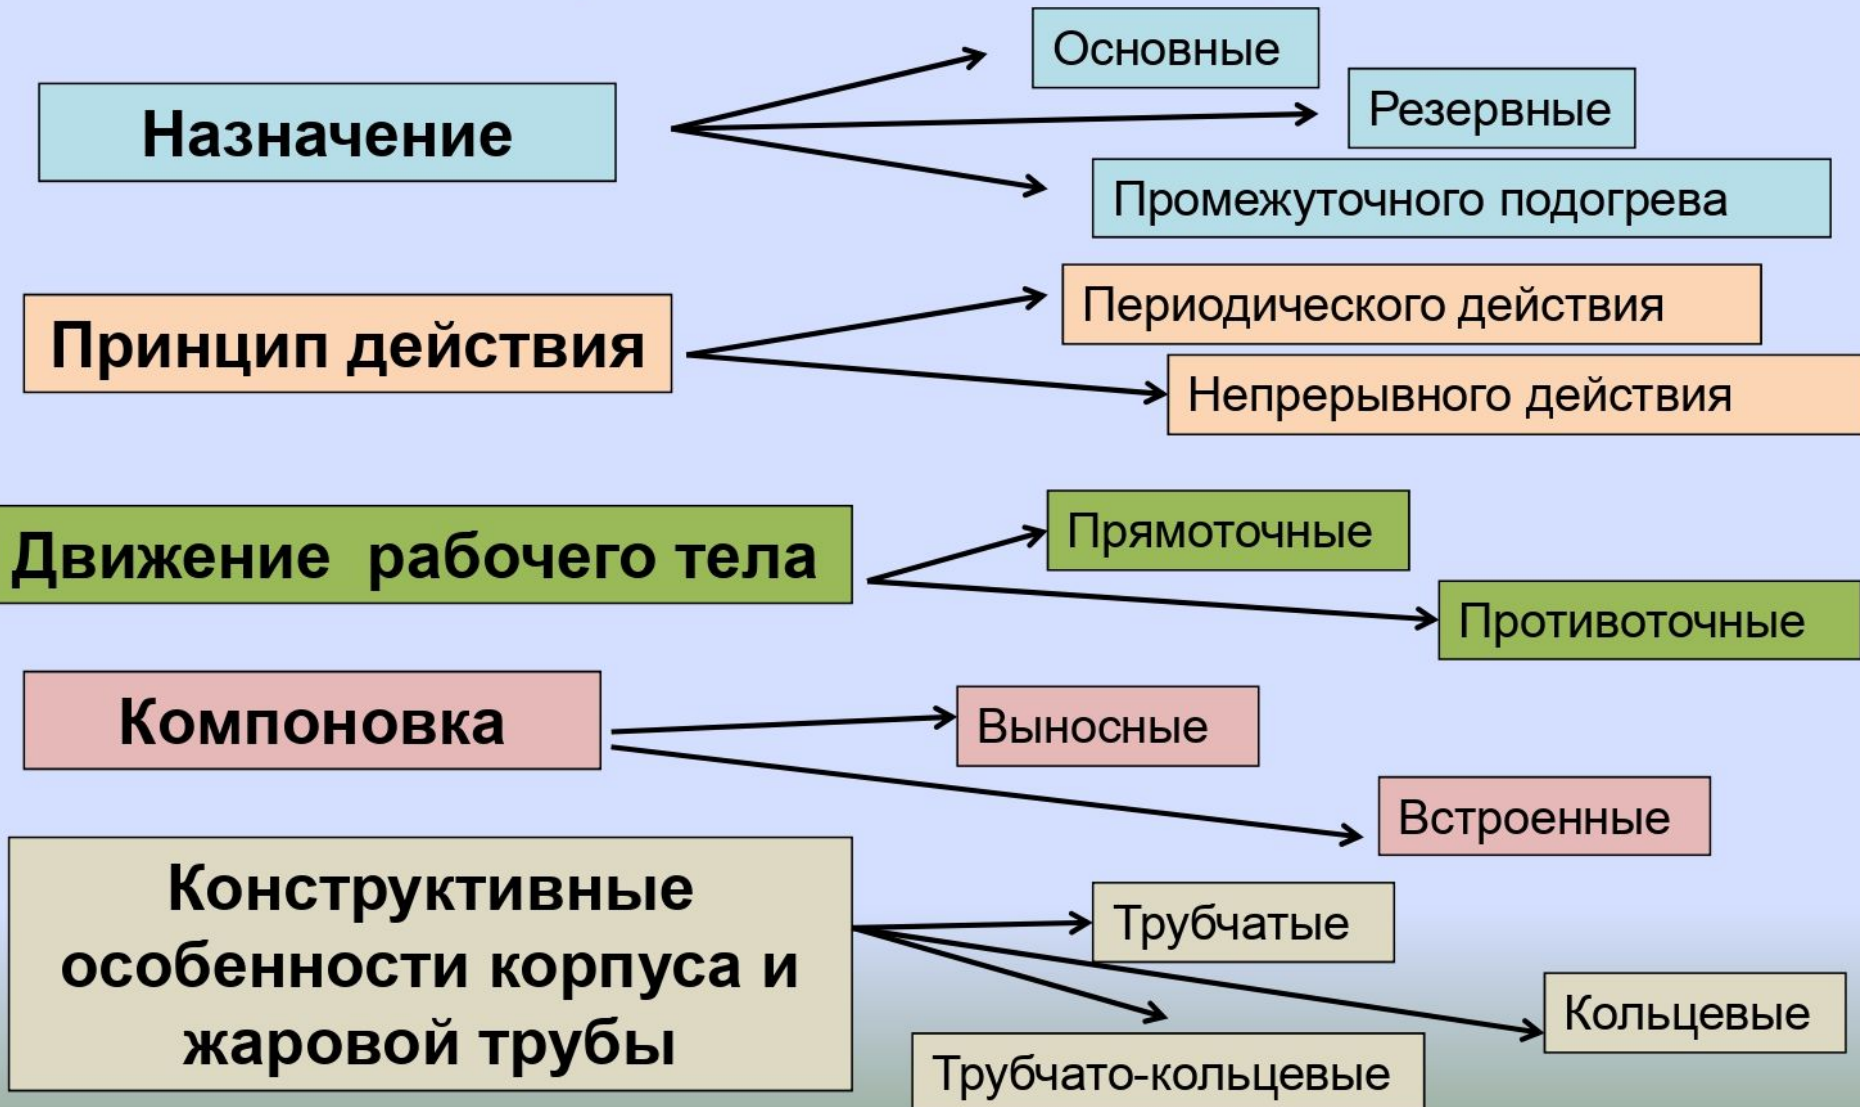 Основные
Назначение
Резервные
Промежуточного подогрева
Периодического действия
Принцип действия
Непрерывного действия
Прямоточные
Движение рабочего тела
Противоточные
Компоновка
Выносные
Встроенные
Конструктивные
особенности корпуса и
жаровой трубы
Трубчатые
Кольцевые
Трубчато-кольцевые